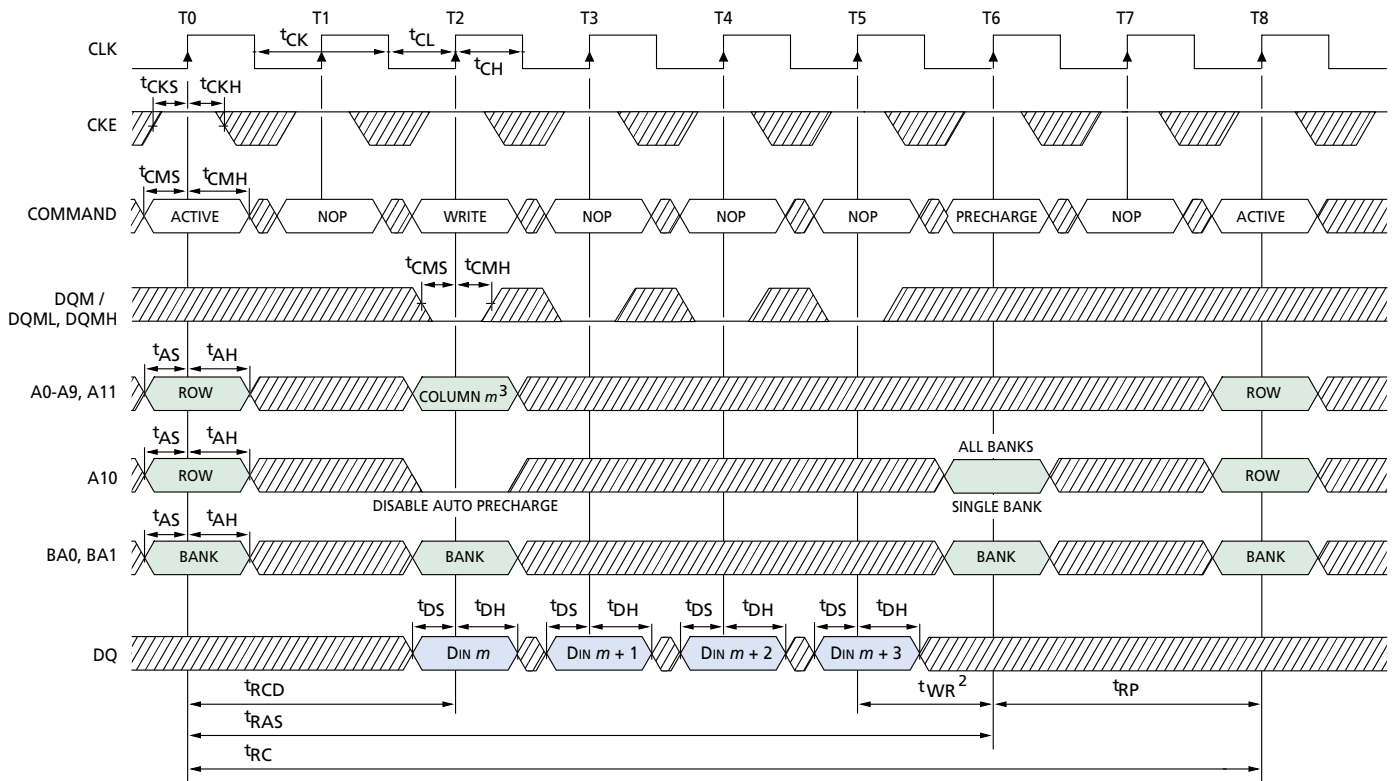 T0 T1 T2 T3 T4 T5 T6 T7 T8
CLK
tCK tCL
tCH
tCKS tCKH
CKE
tCMS tCMH
COMMAND ACTIVE NOP WRITE NOP NOP NOP PRECHARGE NOP ACTIVE
tCMS tCMH
DQM /
DQML, DQMH
tAS tAH
A0-A9, A11 ROW COLUMN m3 ROW
tAS tAH
ALL BANKS
A10 ROW ROW
DISABLE AUTO PRECHARGE SINGLE BANK
tAS tAH
BA0, BA1 BANK BANK BANK BANK
tDS tDH tDS tDH tDS tDH tDS tDH
DQ DIN m DIN m + 1 DIN m + 2 DIN m + 3
tRCD tWR2 tRP
tRAS
tRC